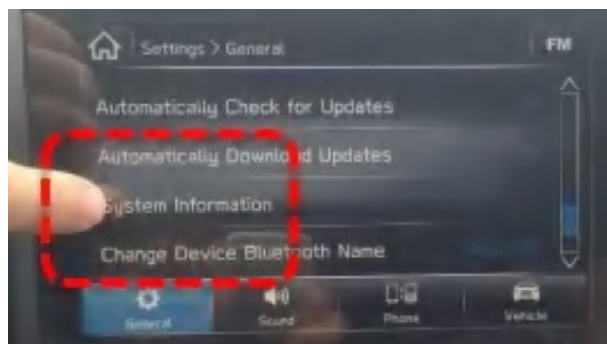 Settings > General
FM
Automatically Check for Updates
Automatically Download Updates
System Information
Change Device Bluetooth Name
General
Sound
Phone
Vehicle